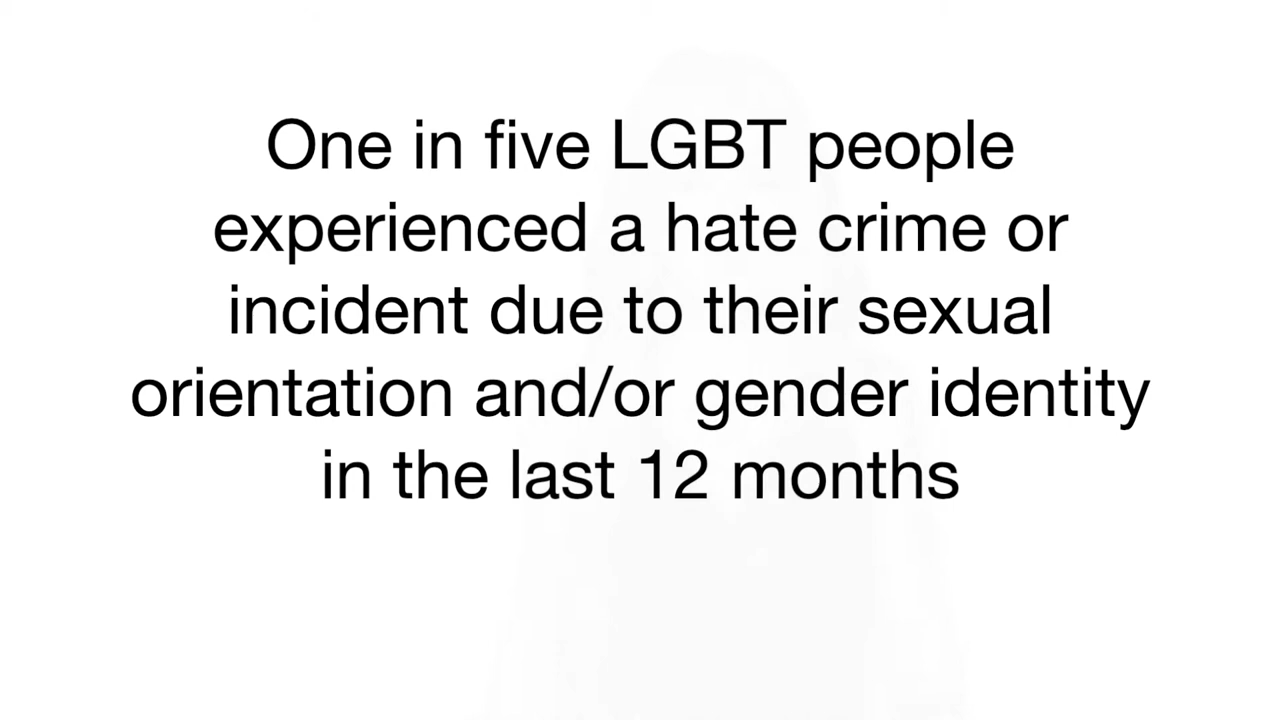 One in five LGBT people
experienced a hate crime or
incident due to their sexual
orientation and/or gender identity
in the last 12 months